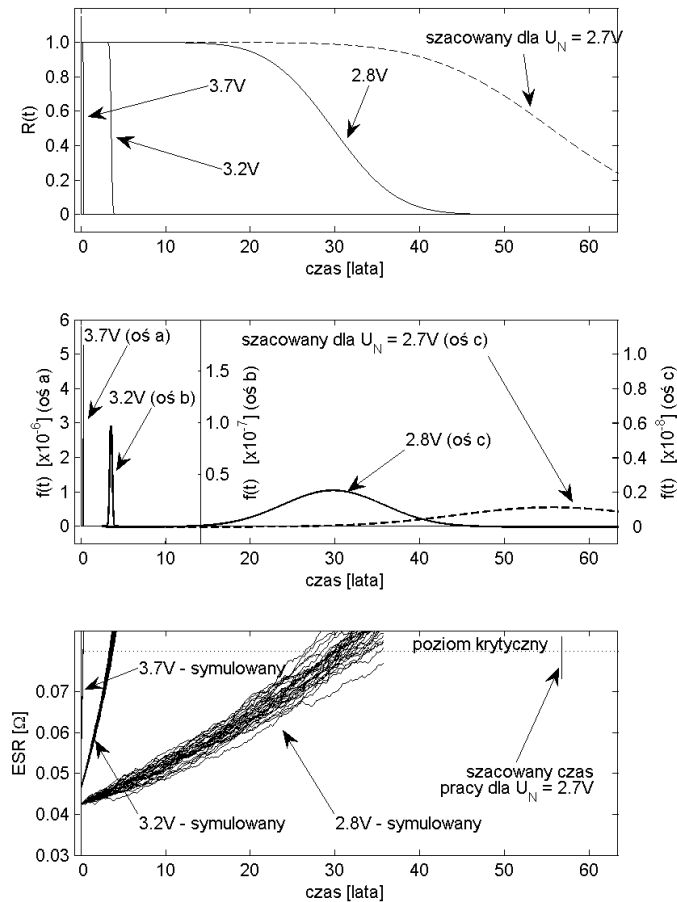 szacowany dla U_N = 2.7V
1.0
0.8
0.6
0.4
0.2
0
R(t)
3.7V
2.8V
3.2V
0 10 20 30 40 50 60
czas [lata]
6
5
4
3
2
1
0
f(t) [x10^-6] (oś a)
3.7V (oś a)
3.2V (oś b)
1.5
1.0
0.5
f(t) [x10^-7] (oś b)
szacowany dla U_N = 2.7V (oś c)
2.8V (oś c)
1.0
0.8
0.6
0.4
0.2
0
f(t) [x10^-8] (oś c)
0 10 20 30 40 50 60
czas [lata]
poziom krytyczny
3.7V - symulowany
0.07
0.06
0.05
0.04
0.03
ESR [Ω]
szacowany czas
pracy dla U_N = 2.7V
3.2V - symulowany
2.8V - symulowany
0 10 20 30 40 50 60
czas [lata]